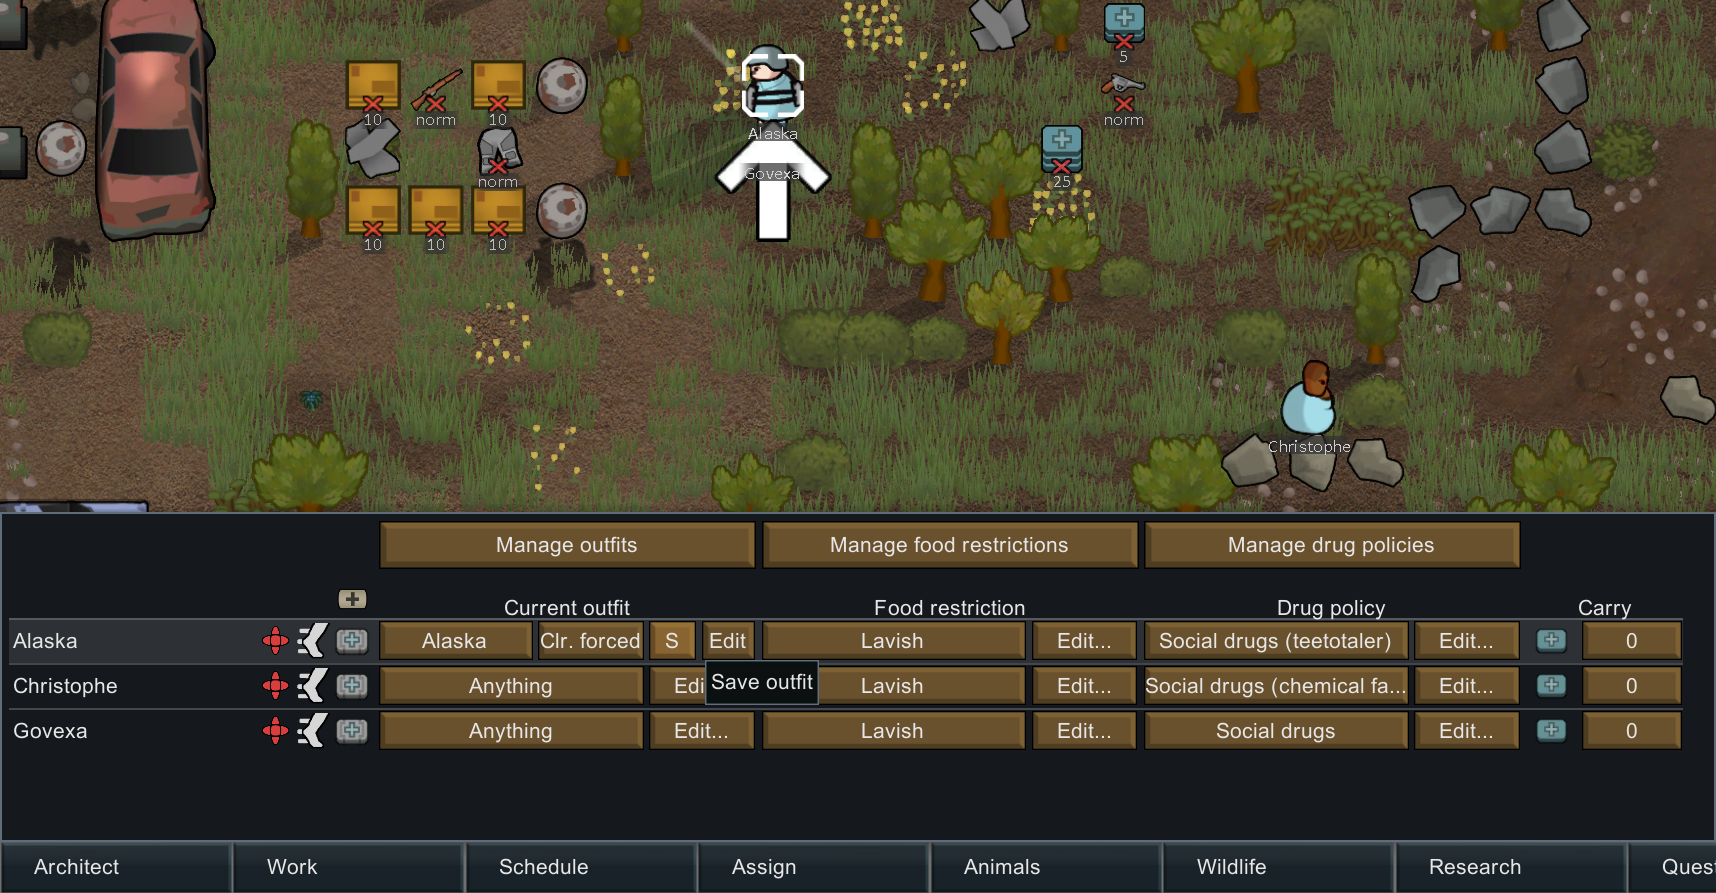 5
10
norm
10
norm
Alaska
Govexa
norm
25
10
10
10
Christophe
Manage outfits
Manage food restrictions
Manage drug policies
Current outfit
Food restriction
Drug policy
Carry
Alaska
Alaska
Clr. forced
S
Edit
Lavish
Edit...
Social drugs (teetotaler)
Edit...
0
Save outfit
Christophe
Anything
Edi
Lavish
Edit...
Social drugs (chemical fa...
Edit...
0
Govexa
Anything
Edit...
Lavish
Edit...
Social drugs
Edit...
0
Architect
Work
Schedule
Assign
Animals
Wildlife
Research
Ques